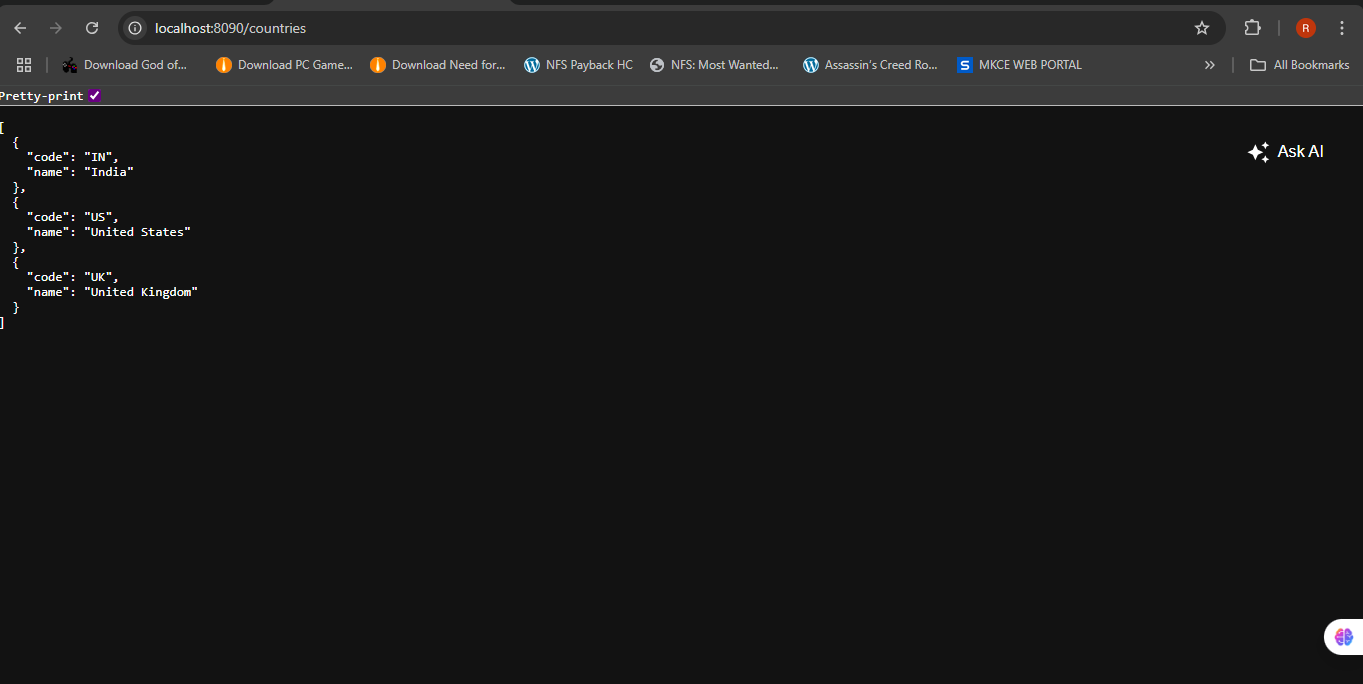 localhost:8090/countries
R
Download God of... Download PC Game... Download Need for... NFS Payback HC NFS: Most Wanted... Assassin's Creed Ro... S MKCE WEB PORTAL » All Bookmarks
Pretty-print
[
  {
    "code": "IN",
    "name": "India"
  },
  {
    "code": "US",
    "name": "United States"
  },
  {
    "code": "UK",
    "name": "United Kingdom"
  }
]
Ask AI